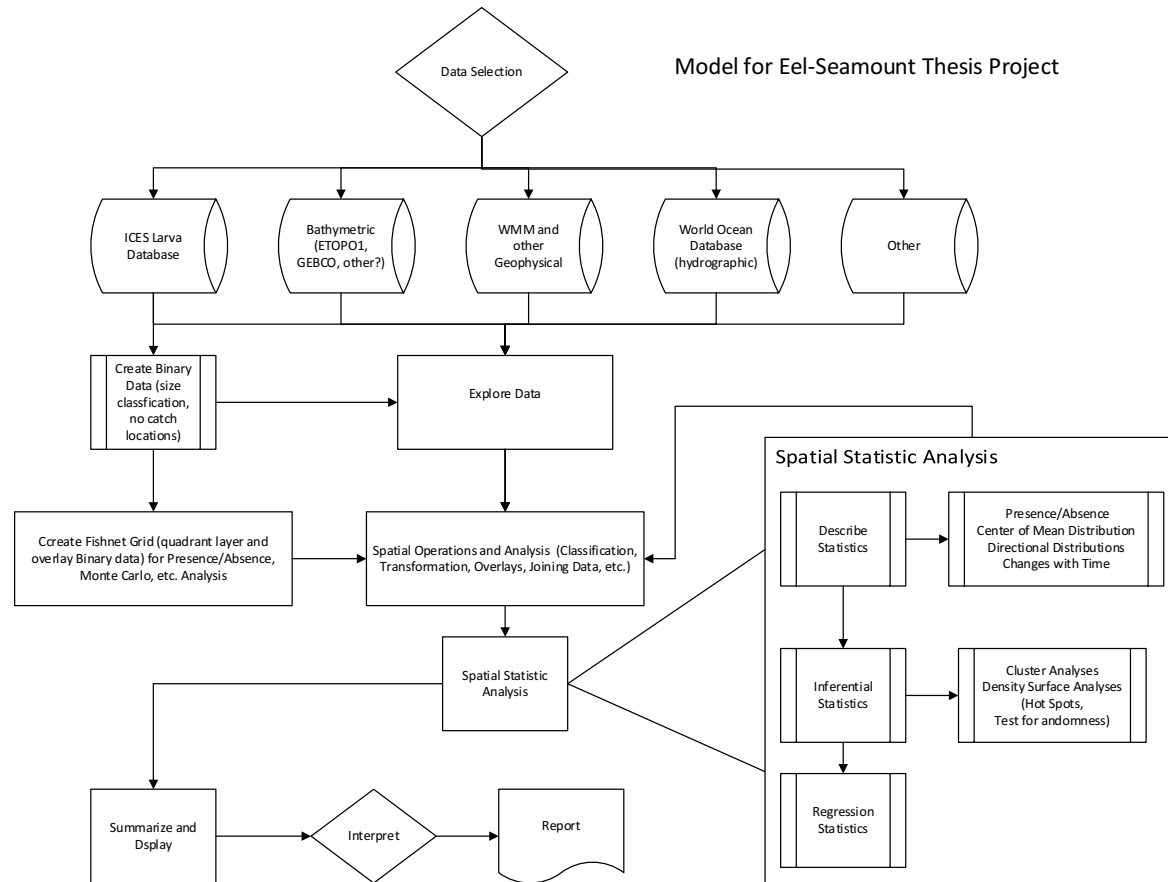 Data Selection
Model for Eel-Seamount Thesis Project
ICES Larva
Database
Bathymetric
(ETOPO1,
GEBCO, other?)
WMM and
other
Geophysical
World Ocean
Database
(hydrographic)
Other
Create Binary
Data (size
classfication,
no catch
locations)
Explore Data
Spatial Statistic Analysis
Ccreate Fishnet Grid (quadrant layer and
overlay Binary data) for Presence/Absence,
Monte Carlo, etc. Analysis
Spatial Operations and Analysis (Classification,
Transformation, Overlays, Joining Data, etc.)
Describe
Statistics
Presence/Absence
Center of Mean Distribution
Directional Distributions
Changes with Time
Spatial Statistic
Analysis
Inferential
Statistics
Cluster Analyses
Density Surface Analyses
(Hot Spots,
Test for andomness)
Regression
Statistics
Summarize and
Dsplay
Interpret
Report